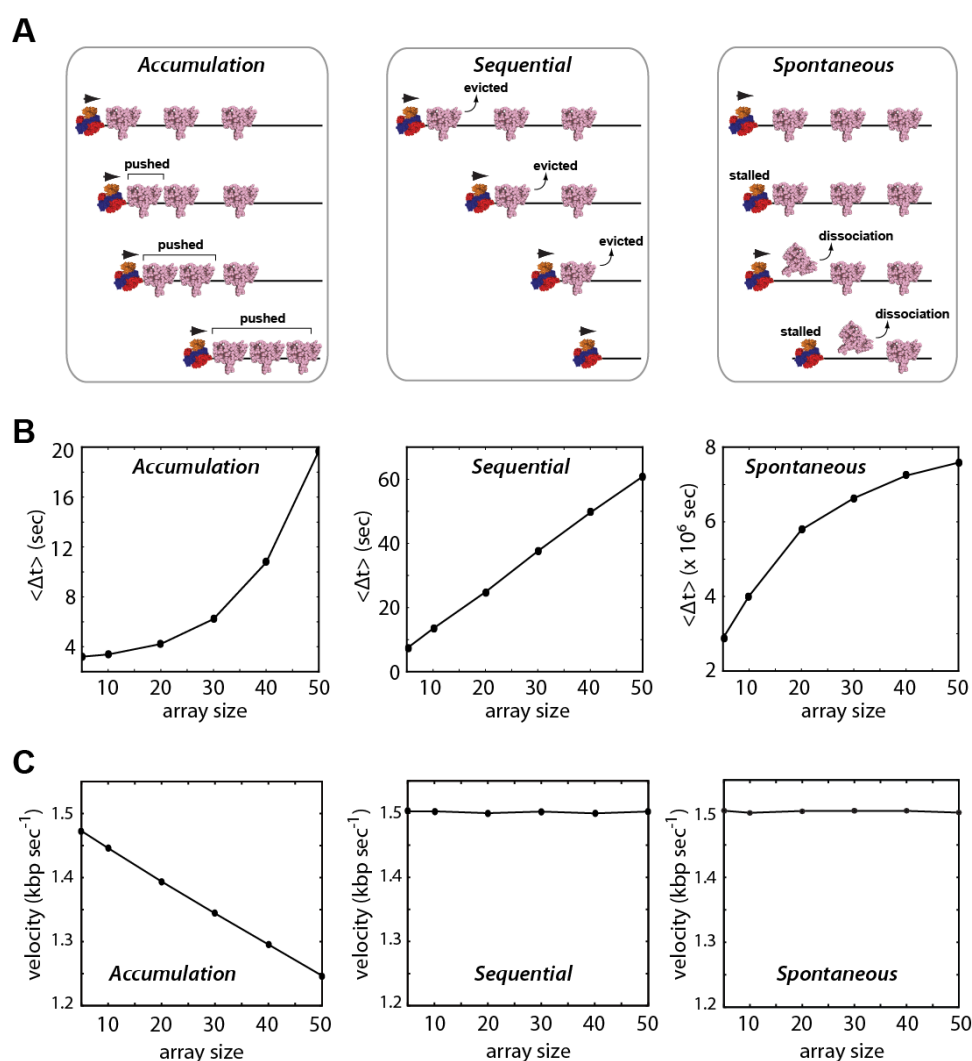 A
Accumulation
pushed
pushed
pushed
Sequential
evicted
evicted
evicted
Spontaneous
stalled
dissociation
stalled
dissociation
B
Accumulation
<Δt> (sec)
20
16
12
8
4
10 20 30 40 50
array size
Sequential
<Δt> (sec)
60
40
20
0
10 20 30 40 50
array size
Spontaneous
<Δt> (x 10⁶ sec)
8
6
4
2
10 20 30 40 50
array size
C
velocity (kbp sec⁻¹)
1.5
1.4
1.3
1.2
Accumulation
10 20 30 40 50
array size
velocity (kbp sec⁻¹)
1.5
1.4
1.3
1.2
Sequential
10 20 30 40 50
array size
velocity (kbp sec⁻¹)
1.5
1.4
1.3
1.2
Spontaneous
10 20 30 40 50
array size